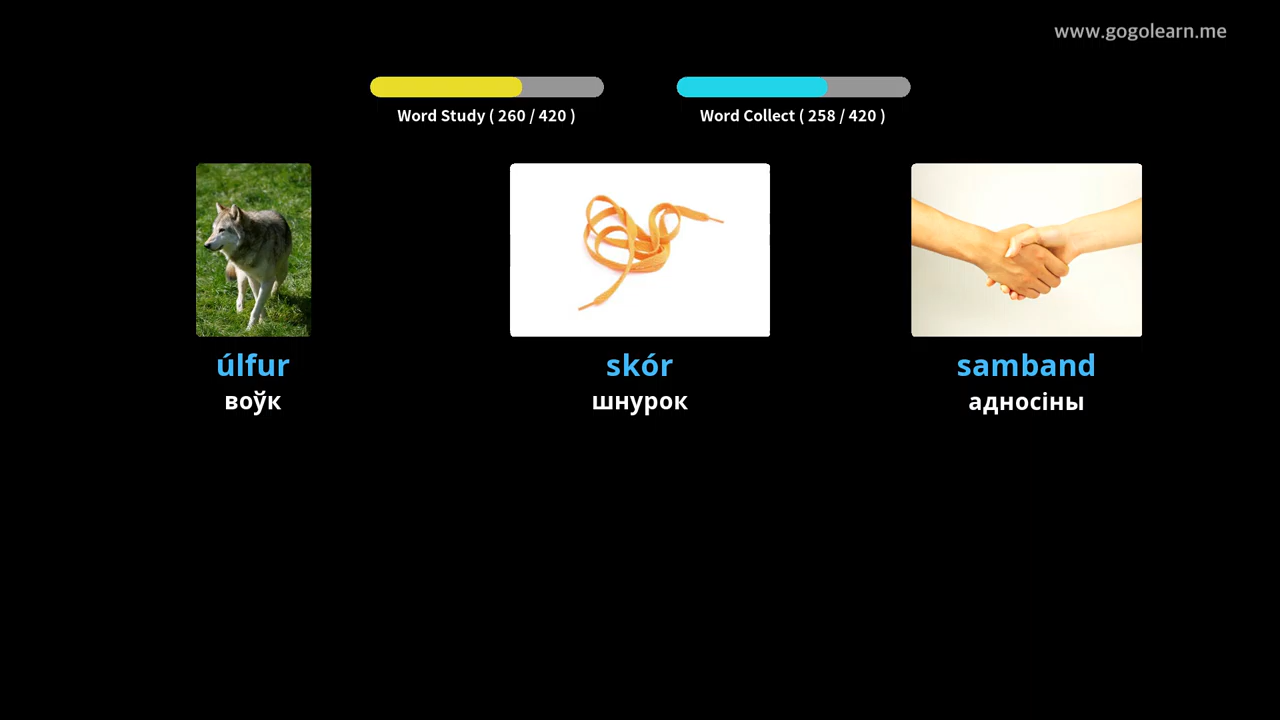 www.gogolearn.me
Word Study ( 260 / 420 )
Word Collect ( 258 / 420 )
úlfur
воўк
skór
шнурок
samband
адносіны